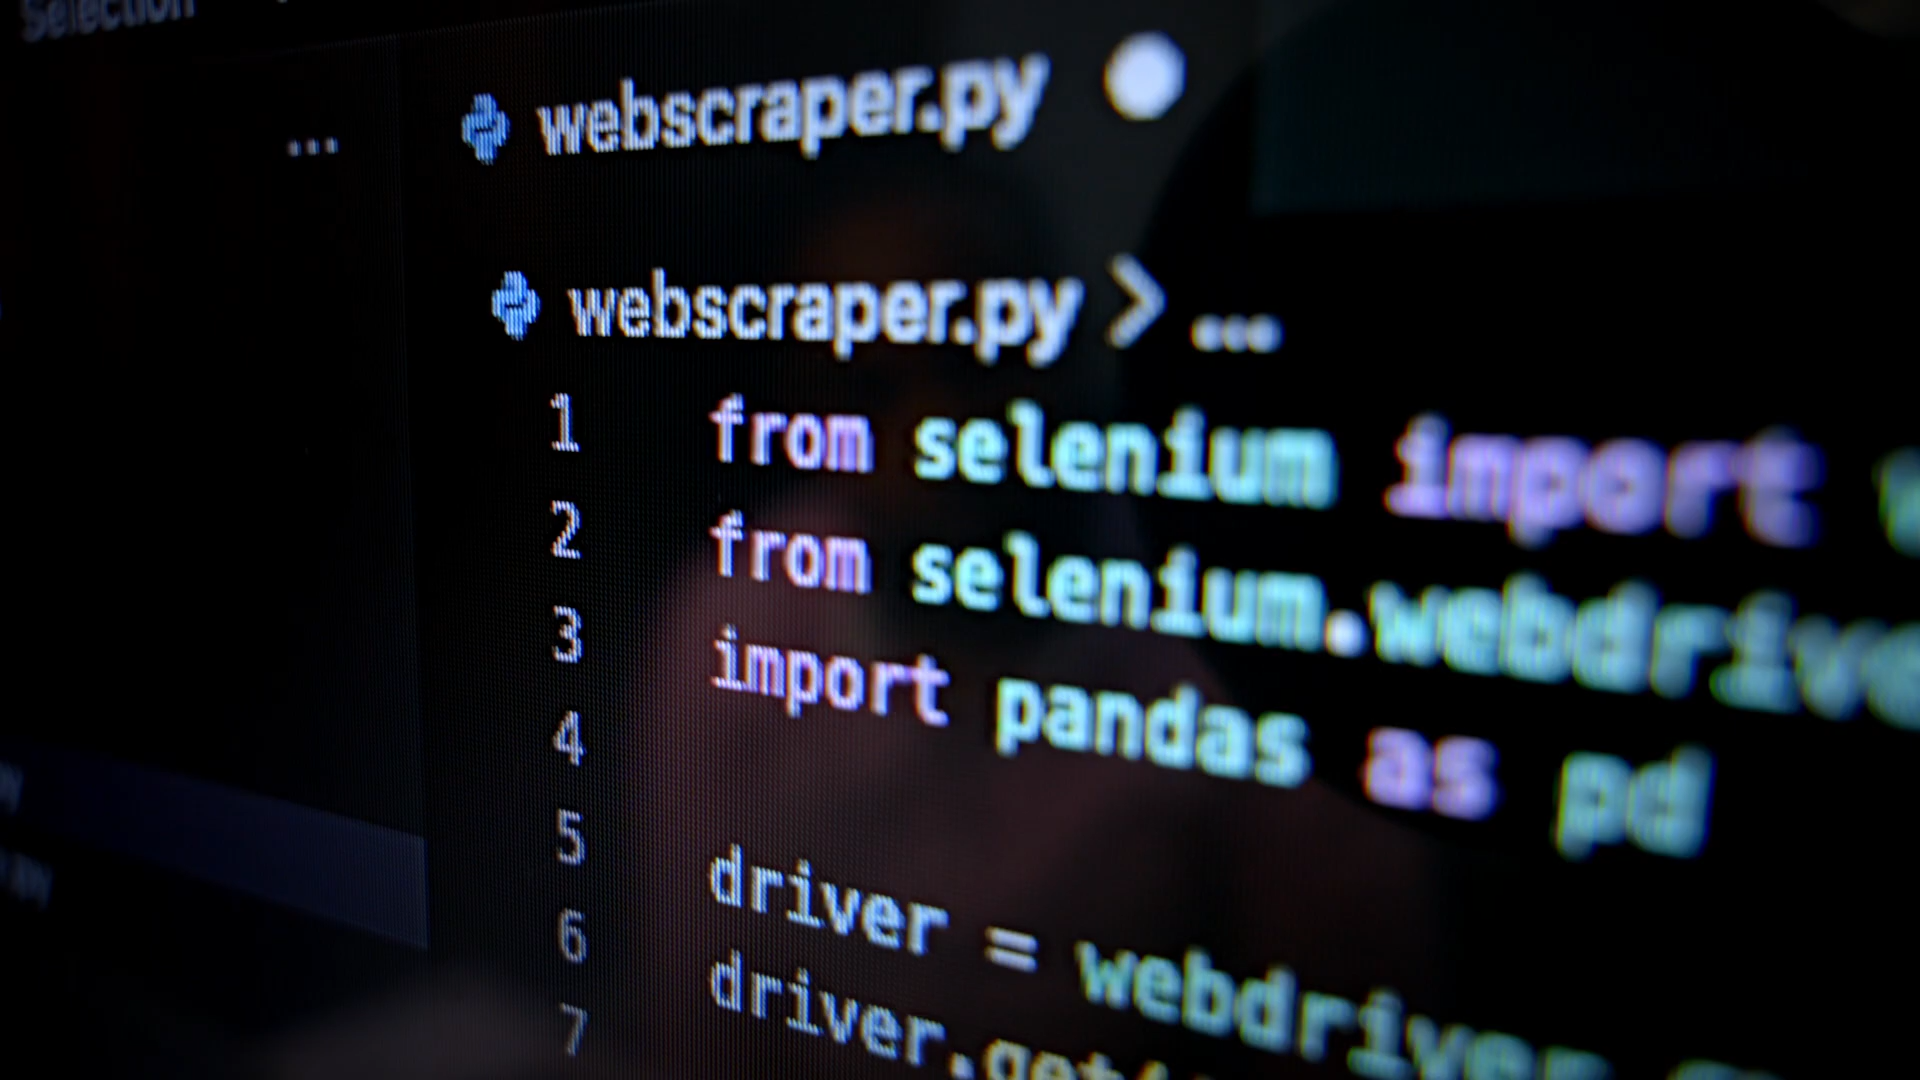 Selection
...
webscraper.py
webscraper.py > ...
1 from selenium import
2 from selenium.webdrive
3 import pandas as pd
4
5 driver = webdriver
6 driver.get(
7